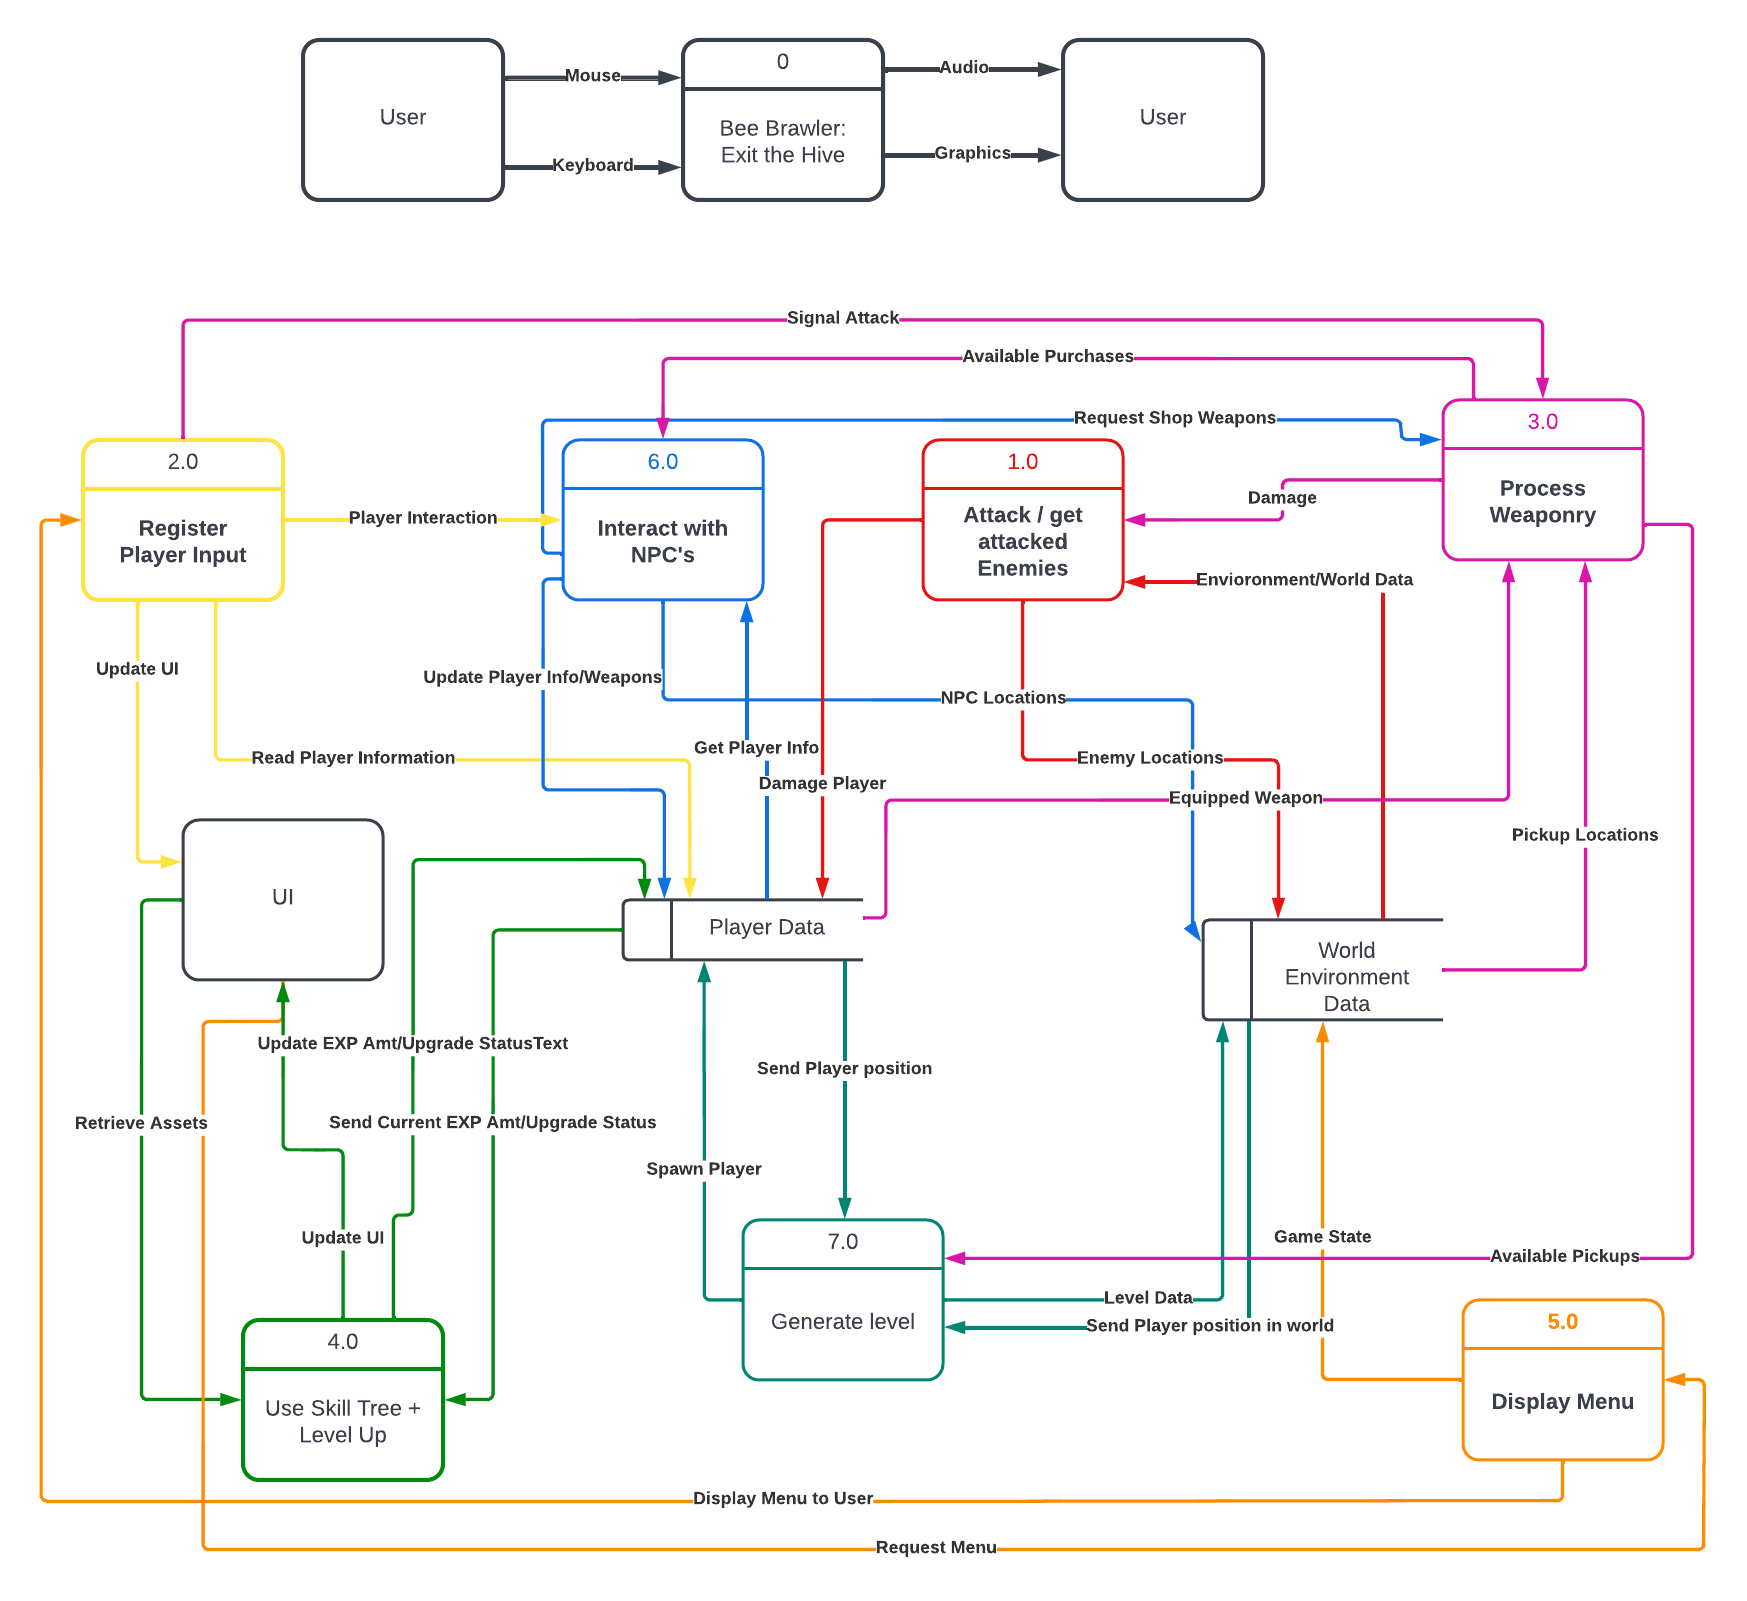 User
Mouse
Keyboard
0
Bee Brawler:
Exit the Hive
Audio
Graphics
User
Signal Attack
Available Purchases
Request Shop Weapons
3.0
Process
Weaponry
2.0
Register
Player Input
Player Interaction
6.0
Interact with
NPC's
1.0
Attack / get
attacked
Enemies
Damage
Envioronment/World Data
Update UI
Update Player Info/Weapons
NPC Locations
Read Player Information
Get Player Info
Enemy Locations
Damage Player
Equipped Weapon
Pickup Locations
UI
Player Data
World
Environment
Data
Update EXP Amt/Upgrade StatusText
Send Player position
Retrieve Assets
Send Current EXP Amt/Upgrade Status
Spawn Player
Update UI
7.0
Generate level
Game State
Available Pickups
Level Data
Send Player position in world
4.0
Use Skill Tree +
Level Up
5.0
Display Menu
Display Menu to User
Request Menu